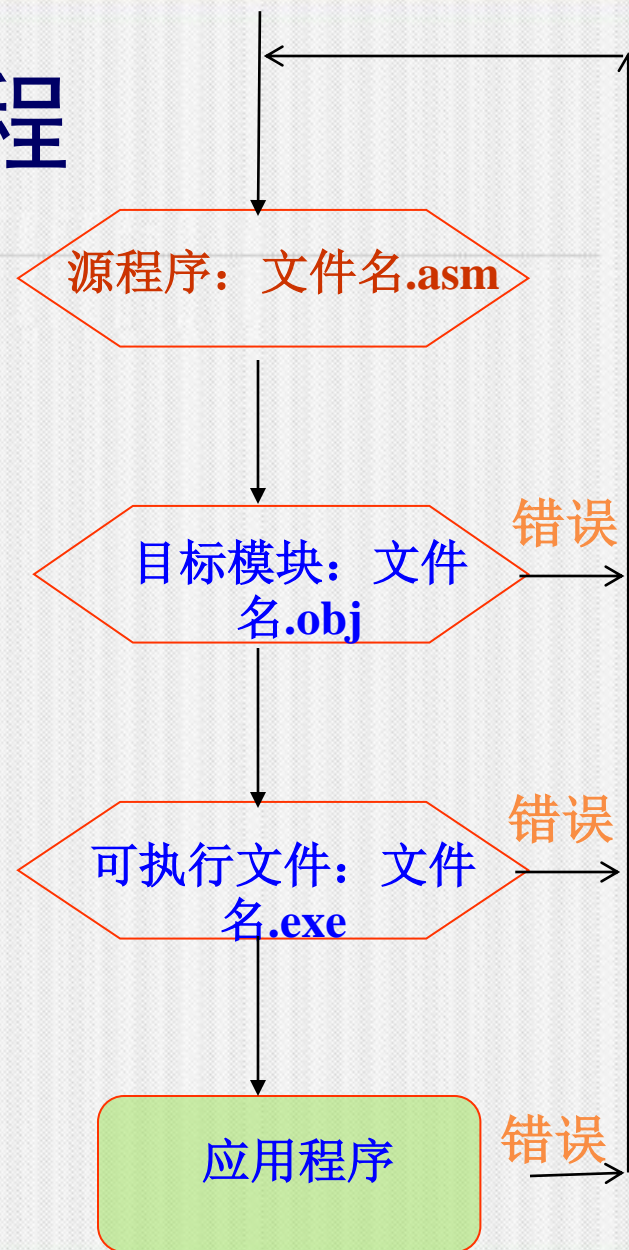 程
源程序：文件名.asm
错误
目标模块：文件
名.obj
错误
可执行文件：文件
名.exe
错误
应用程序